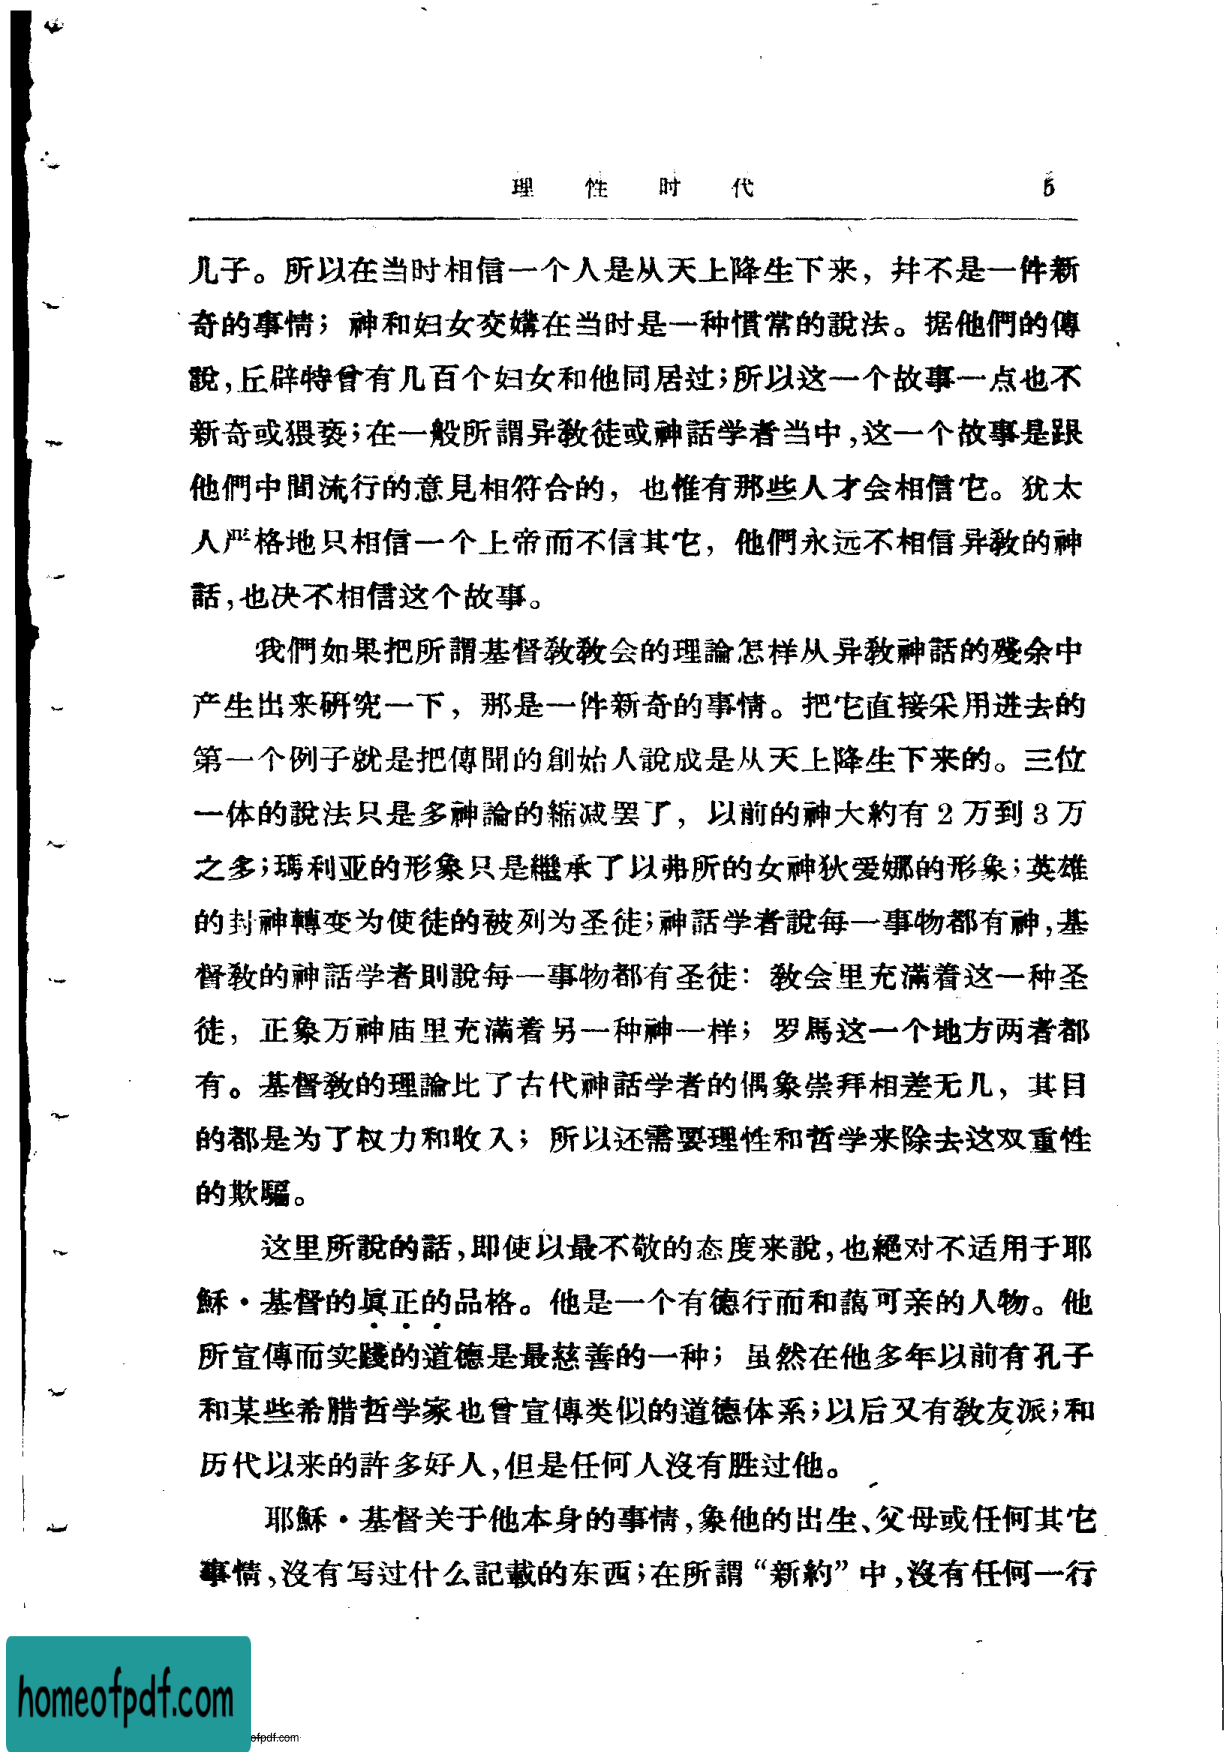 理性时代 5
儿子。所以在当时相信一个人是从天上降生下来，幷不是一件新
奇的事情；神和妇女交媾在当时是一种慣常的說法。据他們的傳
說，丘辟特曾有几百个妇女和他同居过；所以这一个故事一点也不
新奇或猥亵；在一般所謂异敎徒或神話学者当中，这一个故事是跟
他們中間流行的意見相符合的，也惟有那些人才会相信它。犹太
人严格地只相信一个上帝而不信其它，他們永远不相信异敎的神
話，也决不相信这个故事。
我們如果把所謂基督敎敎会的理論怎样从异敎神話的殘余中
产生出来研究一下，那是一件新奇的事情。把它直接采用进去的
第一个例子就是把傳聞的創始人說成是从天上降生下来的。三位
一体的說法只是多神論的縮减罢了，以前的神大約有2万到3万
之多；瑪利亚的形象只是繼承了以弗所的女神狄爱娜的形象；英雄
的封神轉变为使徒的被列为圣徒；神話学者說每一事物都有神，基
督敎的神話学者則說每一事物都有圣徒：敎会里充滿着这一种圣
徒，正象万神庙里充滿着另一种神一样；罗馬这一个地方两者都
有。基督敎的理論比了古代神話学者的偶象崇拜相差无几，其目
的都是为了权力和收入；所以还需要理性和哲学来除去这双重性
的欺騙。
这里所說的話，即使以最不敬的态度来說，也絕对不适用于耶
穌·基督的眞正的品格。他是一个有德行而和藹可亲的人物。他
所宣傳而实踐的道德是最慈善的一种；虽然在他多年以前有孔子
和某些希腊哲学家也曾宣傳类似的道德体系；以后又有敎友派；和
历代以来的許多好人，但是任何人沒有胜过他。
耶穌·基督关于他本身的事情，象他的出生、父母或任何其它
事情，沒有写过什么記載的东西；在所謂“新約”中，沒有任何一行
homeofpdf.com
ofpdf.com